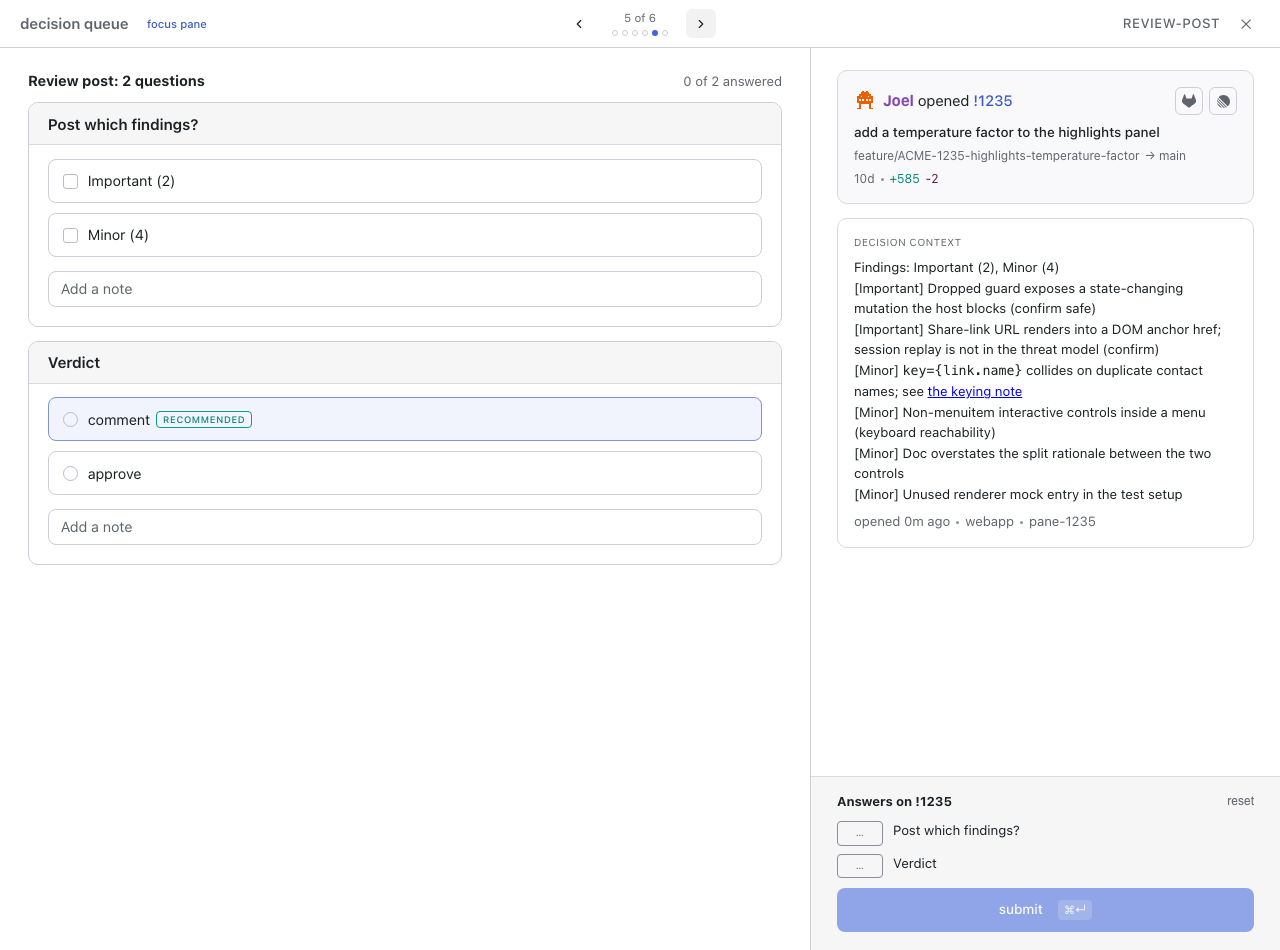 decision queue
focus pane
5 of 6
REVIEW-POST
Review post: 2 questions
0 of 2 answered
Post which findings?
Important (2)
Minor (4)
Add a note
Verdict
comment RECOMMENDED
approve
Add a note
Joel opened !1235
add a temperature factor to the highlights panel
feature/ACME-1235-highlights-temperature-factor → main
10d • +585 -2
DECISION CONTEXT
Findings: Important (2), Minor (4)
[Important] Dropped guard exposes a state-changing
mutation the host blocks (confirm safe)
[Important] Share-link URL renders into a DOM anchor href;
session replay is not in the threat model (confirm)
[Minor] key={link.name} collides on duplicate contact
names; see the keying note
[Minor] Non-menuitem interactive controls inside a menu
(keyboard reachability)
[Minor] Doc overstates the split rationale between the two
controls
[Minor] Unused renderer mock entry in the test setup
opened 0m ago • webapp • pane-1235
Answers on !1235
reset
... Post which findings?
... Verdict
submit ⌘↵